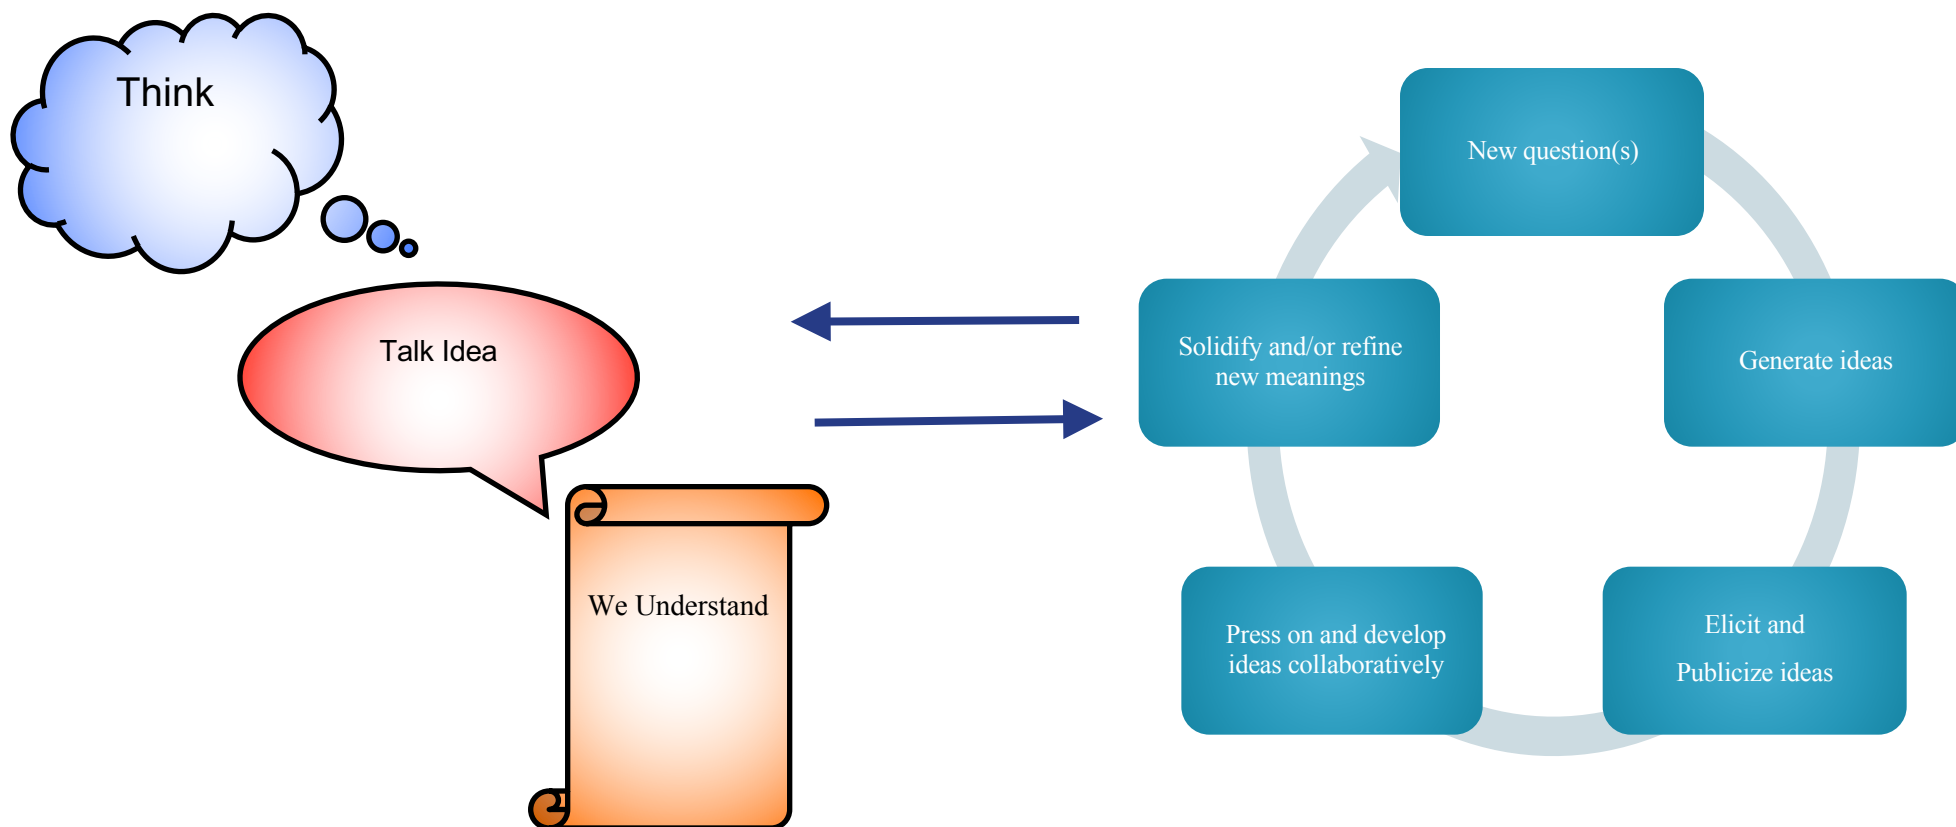 Think
Talk Idea
We Understand
New question(s)
Generate ideas
Elicit and
Publicize ideas
Press on and develop
ideas collaboratively
Solidify and/or refine
new meanings